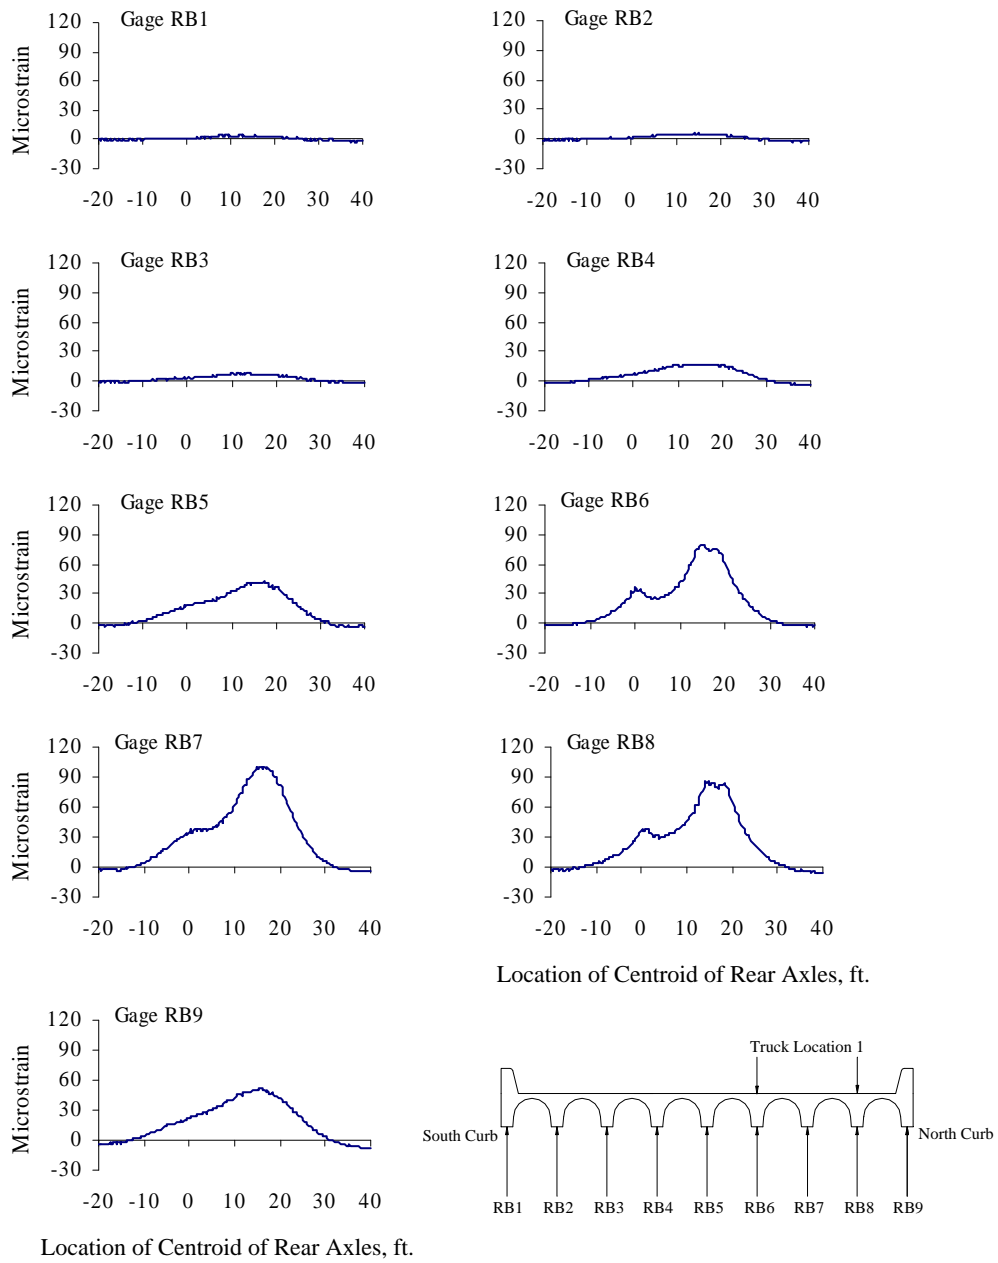 Gage RB1
Microstrain
120
90
60
30
0
-30
-20 -10 0 10 20 30 40
Gage RB2
120
90
60
30
0
-30
-20 -10 0 10 20 30 40
Gage RB3
Microstrain
120
90
60
30
0
-30
-20 -10 0 10 20 30 40
Gage RB4
120
90
60
30
0
-30
-20 -10 0 10 20 30 40
Gage RB5
Microstrain
120
90
60
30
0
-30
-20 -10 0 10 20 30 40
Gage RB6
120
90
60
30
0
-30
-20 -10 0 10 20 30 40
Gage RB7
Microstrain
120
90
60
30
0
-30
-20 -10 0 10 20 30 40
Gage RB8
120
90
60
30
0
-30
-20 -10 0 10 20 30 40
Location of Centroid of Rear Axles, ft.
Gage RB9
Microstrain
120
90
60
30
0
-30
-20 -10 0 10 20 30 40
Location of Centroid of Rear Axles, ft.
Truck Location 1
South Curb
North Curb
RB1 RB2 RB3 RB4 RB5 RB6 RB7 RB8 RB9